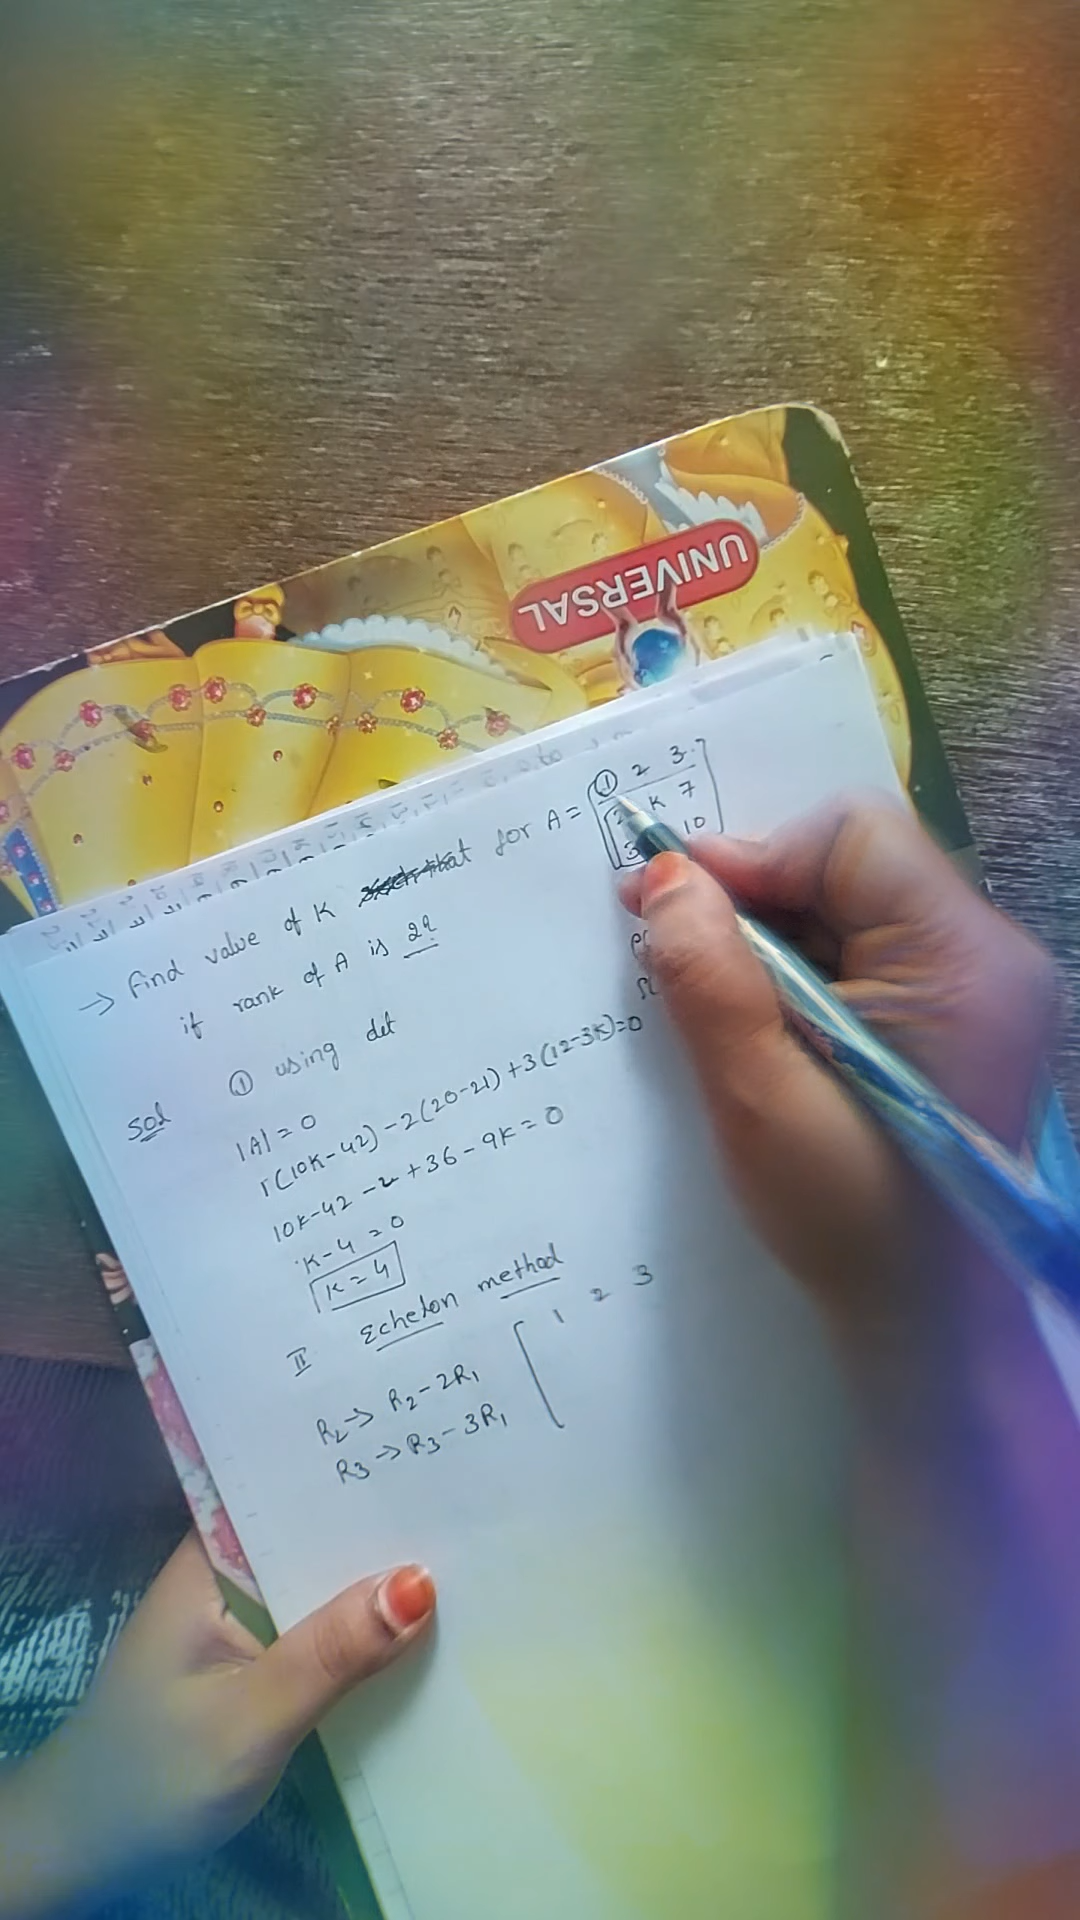 UNIVERSAL
→ Find value of K for A = [① 2 3
2 K 7
3 10]
if rank of A is 2?
Sol ① using det
|A| = 0
1(10K-42) -2(20-21) +3(12-3K)=0
10K-42 -2 +36 -9K = 0
K-4 = 0
K = 4
II Echelon method
[1 2 3
R2 → R2 - 2R1
R3 → R3 - 3R1